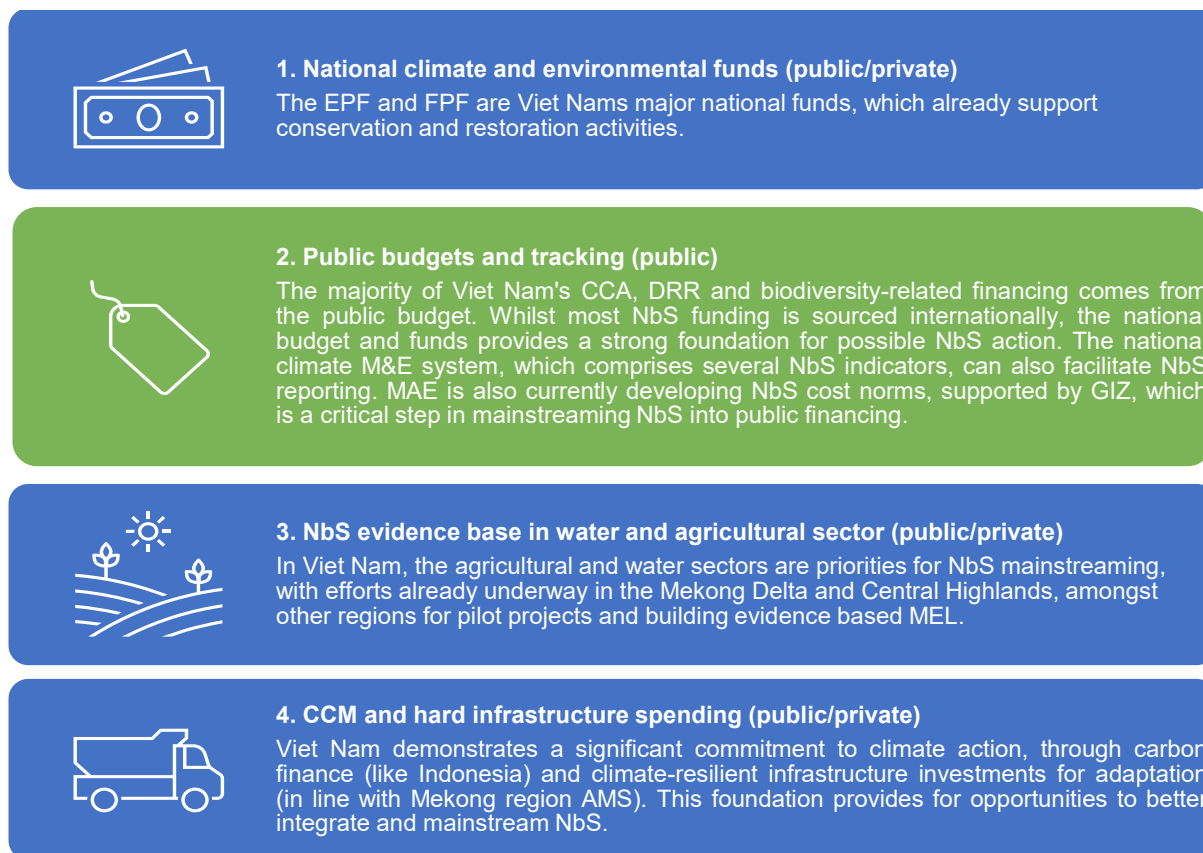 1. National climate and environmental funds (public/private)
The EPF and FPF are Viet Nams major national funds, which already support
conservation and restoration activities.
2. Public budgets and tracking (public)
The majority of Viet Nam's CCA, DRR and biodiversity-related financing comes from
the public budget. Whilst most NbS funding is sourced internationally, the national
budget and funds provides a strong foundation for possible NbS action. The national
climate M&E system, which comprises several NbS indicators, can also facilitate NbS
reporting. MAE is also currently developing NbS cost norms, supported by GIZ, which
is a critical step in mainstreaming NbS into public financing.
3. NbS evidence base in water and agricultural sector (public/private)
In Viet Nam, the agricultural and water sectors are priorities for NbS mainstreaming,
with efforts already underway in the Mekong Delta and Central Highlands, amongst
other regions for pilot projects and building evidence based MEL.
4. CCM and hard infrastructure spending (public/private)
Viet Nam demonstrates a significant commitment to climate action, through carbon
finance (like Indonesia) and climate-resilient infrastructure investments for adaptation
(in line with Mekong region AMS). This foundation provides for opportunities to better
integrate and mainstream NbS.